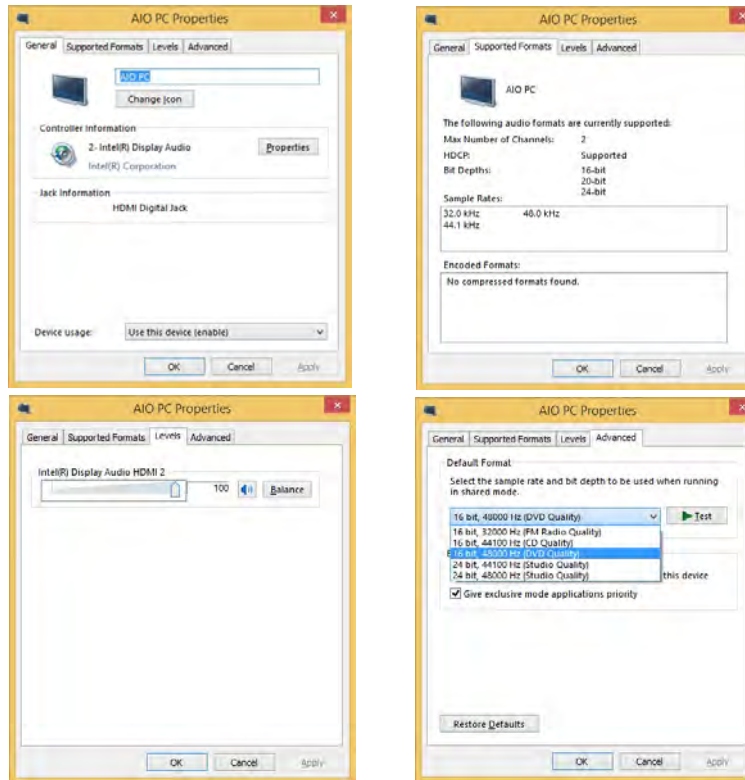 AIO PC Properties
General Supported Formats Levels Advanced
AIO PC
Change Icon
Controller Information
2- Intel(R) Display Audio
Properties
Intel(R) Corporation
Jack Information
HDMI Digital Jack
Device usage:
Use this device (enable)
OK Cancel Apply
AIO PC Properties
General Supported Formats Levels Advanced
AIO PC
The following audio formats are currently supported:
Max Number of Channels: 2
HDCP: Supported
Bit Depths: 16-bit
20-bit
24-bit
Sample Rates:
32.0 kHz 48.0 kHz
44.1 kHz
Encoded Formats:
No compressed formats found.
OK Cancel Apply
AIO PC Properties
General Supported Formats Levels Advanced
Intel(R) Display Audio HDMI 2
100 Balance
OK Cancel Apply
AIO PC Properties
General Supported Formats Levels Advanced
Default Format
Select the sample rate and bit depth to be used when running
in shared mode.
16 bit, 48000 Hz (DVD Quality)
Test
16 bit, 32000 Hz (FM Radio Quality)
16 bit, 44100 Hz (CD Quality)
16 bit, 48000 Hz (DVD Quality)
24 bit, 44100 Hz (Studio Quality)
24 bit, 48000 Hz (Studio Quality)
this device
Give exclusive mode applications priority
Restore Defaults
OK Cancel Apply